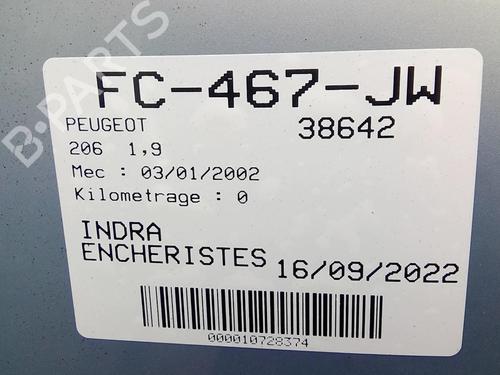 B-PARTS
FC-467-JW
PEUGEOT 38642
206 1,9
Mec : 03/01/2002
Kilometrage : 0
INDRA
ENCHERISTES 16/09/2022
000010728374